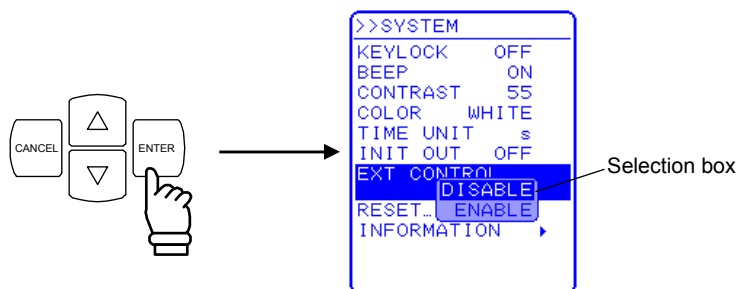 CANCEL
△
▽
ENTER
>>SYSTEM
KEYLOCK OFF
BEEP ON
CONTRAST 55
COLOR WHITE
TIME UNIT s
INIT OUT OFF
EXT CONTROL
DISABLE
RESET… ENABLE
INFORMATION ▶
Selection box